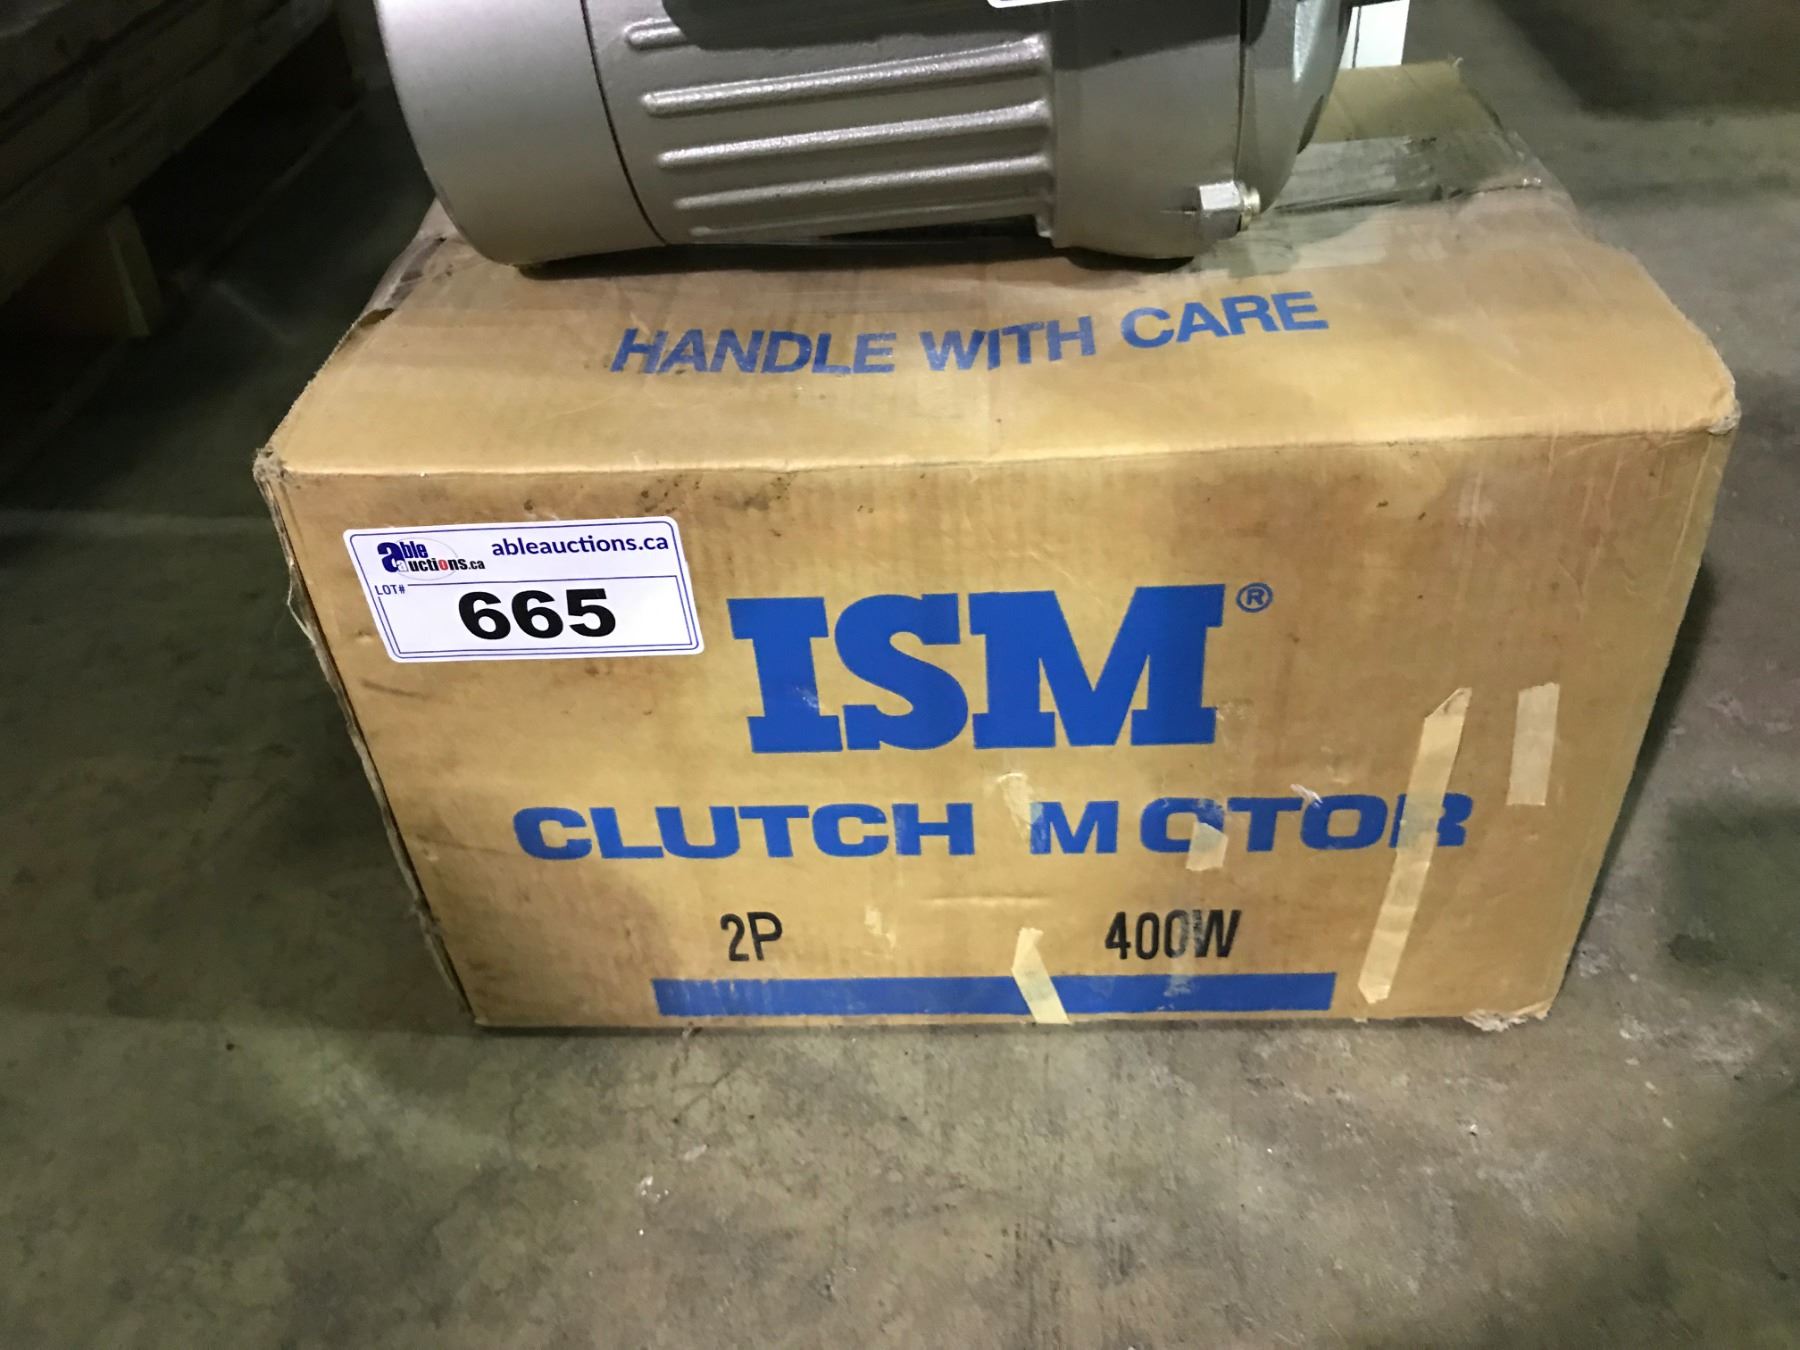 HANDLE WITH CARE
able auctions.ca
ableauctions.ca
LOT#
665
ISM®
CLUTCH MOTOR
2P 400W